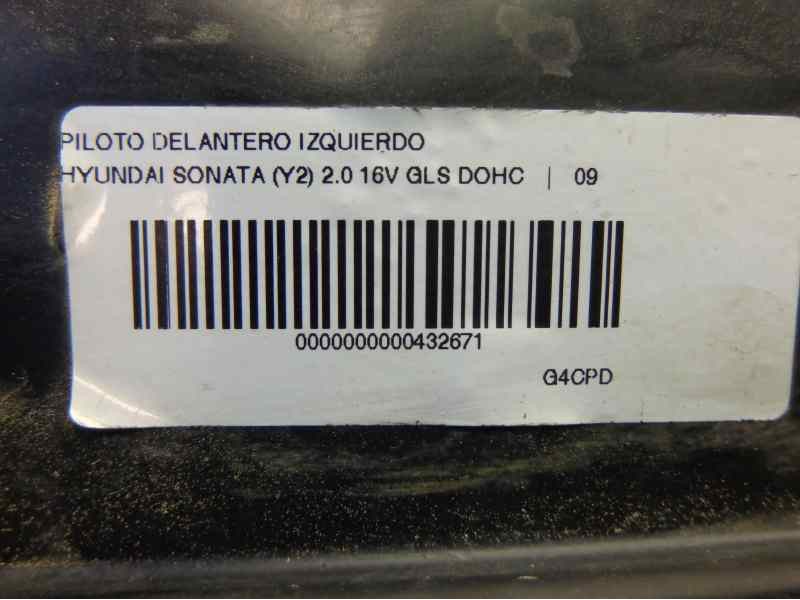 PILOTO DELANTERO IZQUIERDO
HYUNDAI SONATA (Y2) 2.0 16V GLS DOHC | 09
0000000000432671
G4CPD